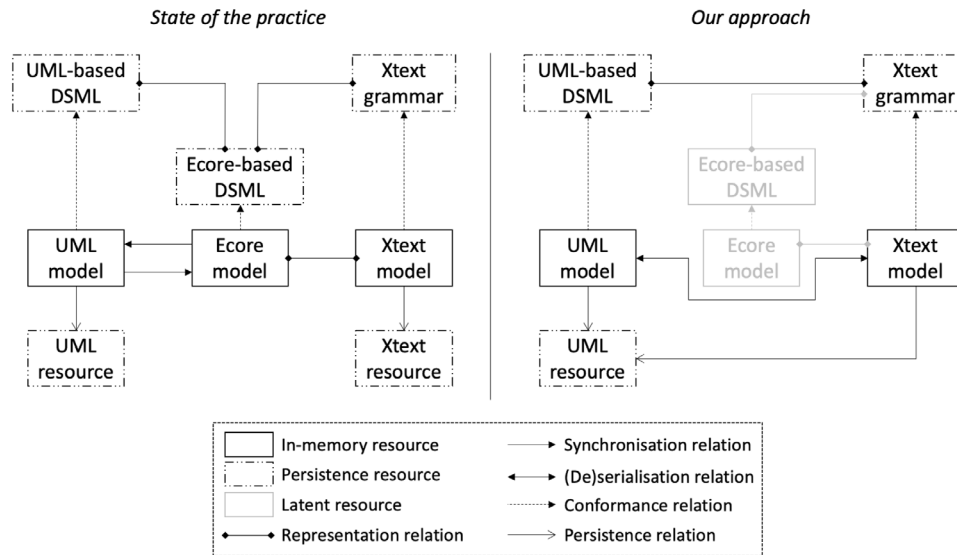 State of the practice
Our approach
UML-based
DSML
Xtext
grammar
Ecore-based
DSML
UML
model
Ecore
model
Xtext
model
UML
resource
Xtext
resource
UML-based
DSML
Xtext
grammar
Ecore-based
DSML
UML
model
Ecore
model
Xtext
model
UML
resource
In-memory resource
Persistence resource
Latent resource
Representation relation
Synchronisation relation
(De)serialisation relation
Conformance relation
Persistence relation